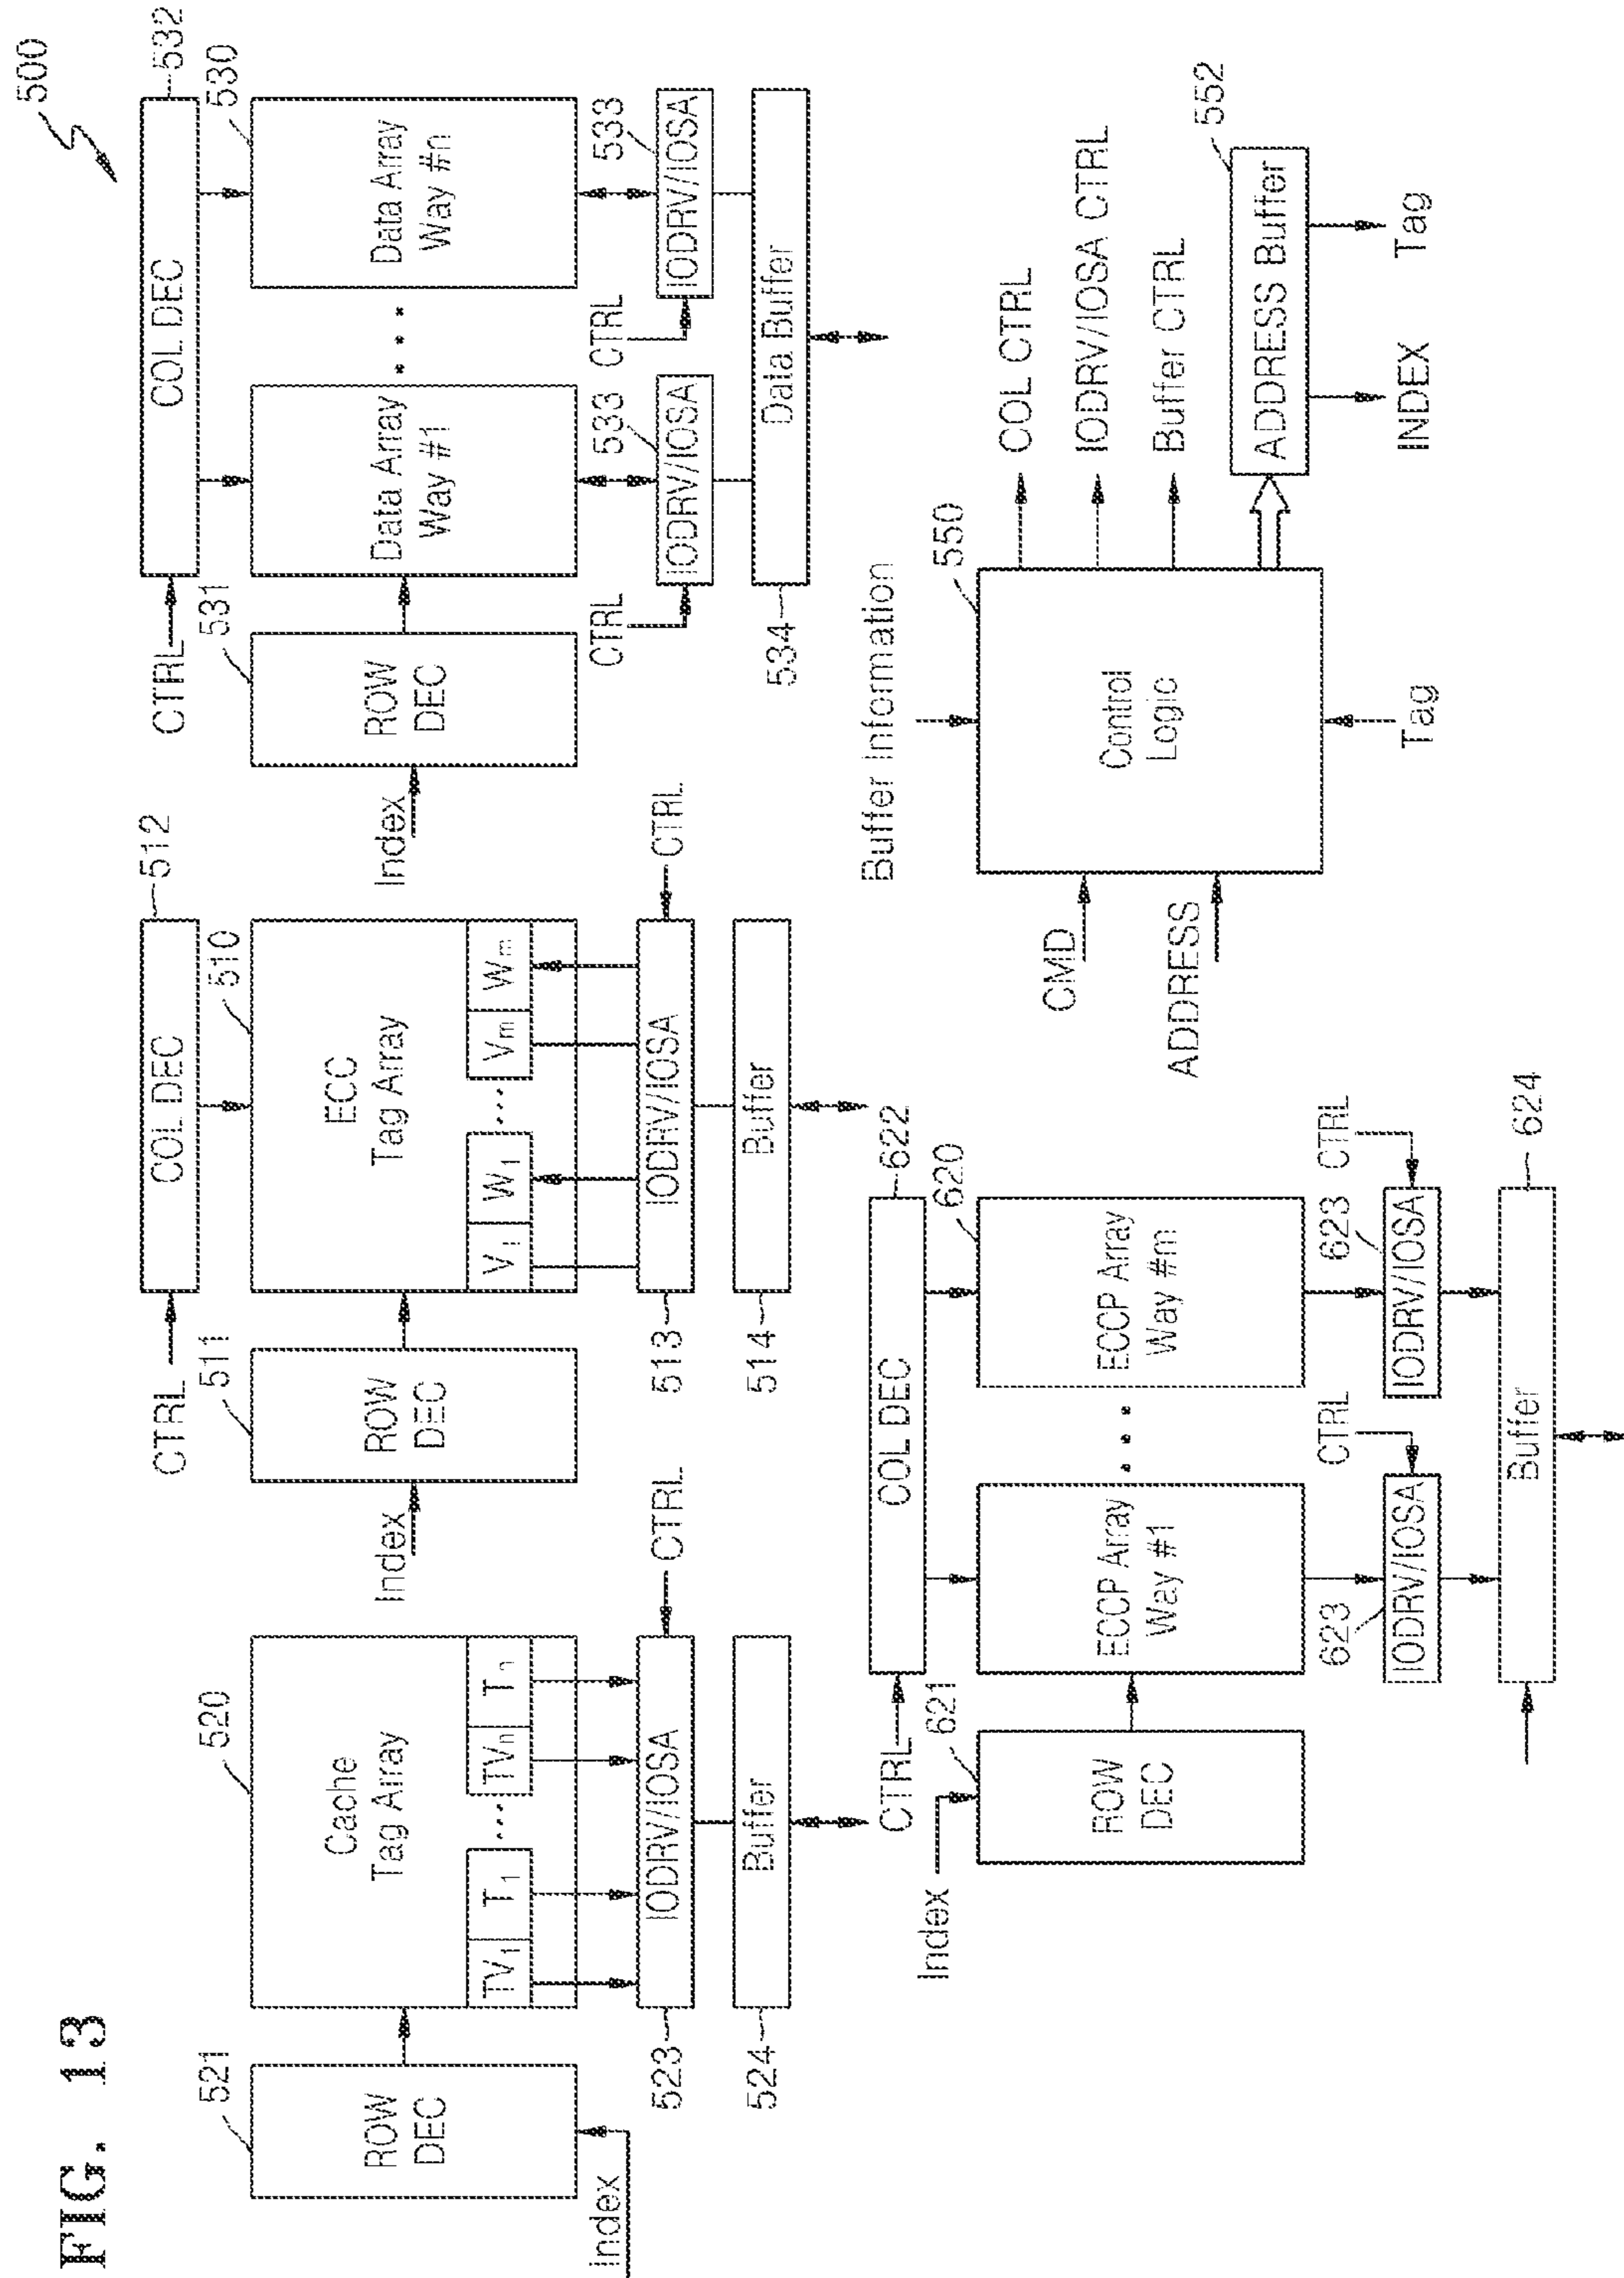 FIG. 13
500
521
ROW
DEC
Index
520
Cache
Tag Array
TV1 T1 .... TVn Tn
523
IODRV/IOSA
CTRL
524
Buffer
CTRL
512
COL DEC
511
ROW
DEC
Index
510
ECC
Tag Array
V1 W1 .... Vm Wm
513
IODRV/IOSA
CTRL
514
Buffer
CTRL
532
COL DEC
531
ROW
DEC
Index
530
Data Array
Way #1
• • •
Data Array
Way #n
CTRL
533
IODRV/IOSA
CTRL
533
IODRV/IOSA
534
Data Buffer
CTRL
622
COL DEC
621
ROW
DEC
Index
620
ECCP Array
Way #1
• • •
ECCP Array
Way #m
623
IODRV/IOSA
CTRL
623
IODRV/IOSA
CTRL
624
Buffer
Buffer Information
550
Control
Logic
CMD
ADDRESS
Tag
COL CTRL
IODRV/IOSA CTRL
Buffer CTRL
552
ADDRESS Buffer
INDEX
Tag